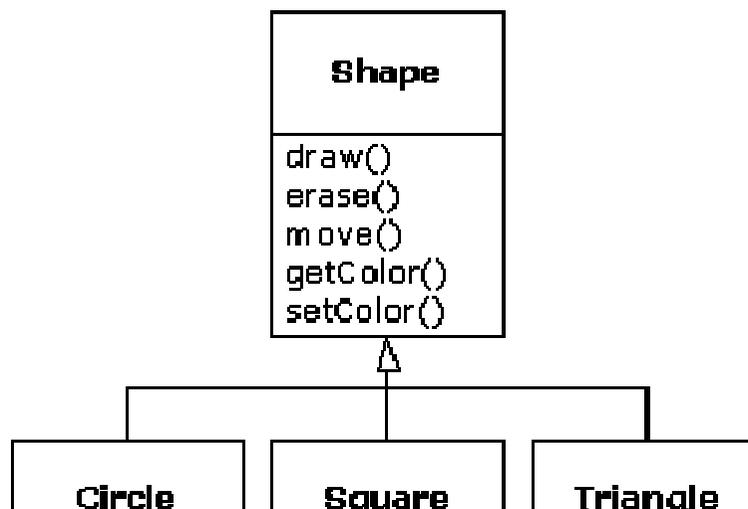 Shape
draw()
erase()
move()
getColor()
setColor()
Circle
Square
Triangle